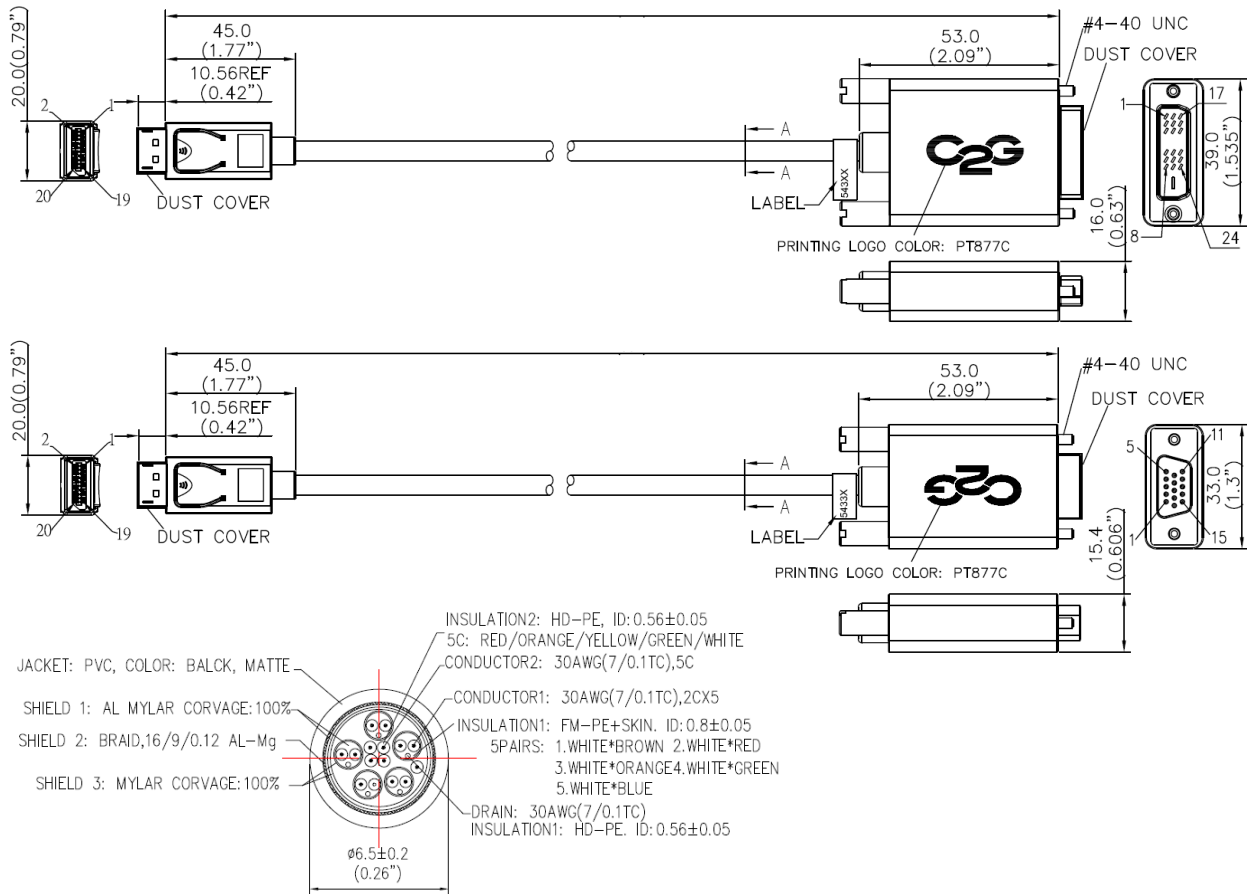 45.0
(1.77")
10.56REF
(0.42")
20.0(0.79")
2
1
20
19
DUST COVER
A
A
LABEL
543XX
53.0
(2.09")
C2G
PRINTING LOGO COLOR: PT877C
#4-40 UNC
DUST COVER
1
17
8
24
39.0
(1.535")
16.0
(0.63")
45.0
(1.77")
10.56REF
(0.42")
20.0(0.79")
2
1
20
19
DUST COVER
A
A
LABEL
5433X
53.0
(2.09")
C2G
PRINTING LOGO COLOR: PT877C
#4-40 UNC
DUST COVER
5
11
1
15
33.0
(1.3")
15.4
(0.606")
INSULATION2: HD-PE, ID:0.56±0.05
5C: RED/ORANGE/YELLOW/GREEN/WHITE
CONDUCTOR2: 30AWG(7/0.1TC),5C
JACKET: PVC, COLOR: BALCK, MATTE
SHIELD 1: AL MYLAR CORVAGE:100%
SHIELD 2: BRAID,16/9/0.12 AL-Mg
SHIELD 3: MYLAR CORVAGE:100%
CONDUCTOR1: 30AWG(7/0.1TC),2CX5
INSULATION1: FM-PE+SKIN. ID:0.8±0.05
5PAIRS: 1.WHITE*BROWN 2.WHITE*RED
3.WHITE*ORANGE4.WHITE*GREEN
5.WHITE*BLUE
DRAIN: 30AWG(7/0.1TC)
INSULATION1: HD-PE. ID:0.56±0.05
ø6.5±0.2
(0.26")